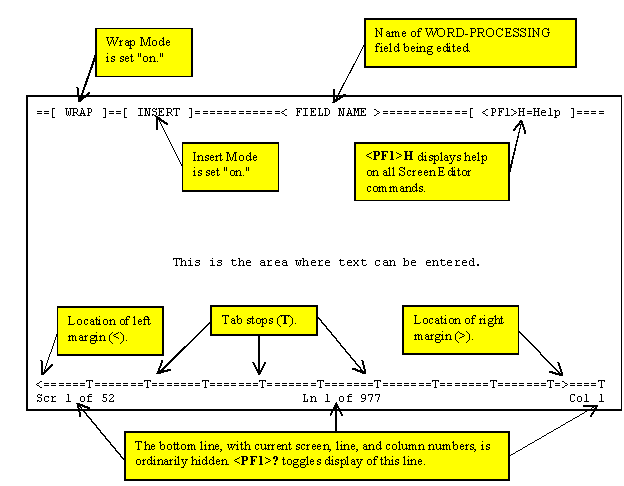 Wrap Mode
is set "on."
Name of WORD-PROCESSING
field being edited.
==[ WRAP ]==[ INSERT ]============< FIELD NAME >============[ <PF1>H=Help ]====
Insert Mode
is set "on."
<PF1>H displays help
on all Screen Editor
commands.
This is the area where text can be entered.
Location of left
margin (<).
Tab stops (T).
Location of right
margin (>).
<======T=======T=======T=======T=======T=======T=======T=======T=======T=>====T
Scr 1 of 52 Ln 1 of 977 Col 1
The bottom line, with current screen, line, and column numbers, is
ordinarily hidden. <PF1>? toggles display of this line.